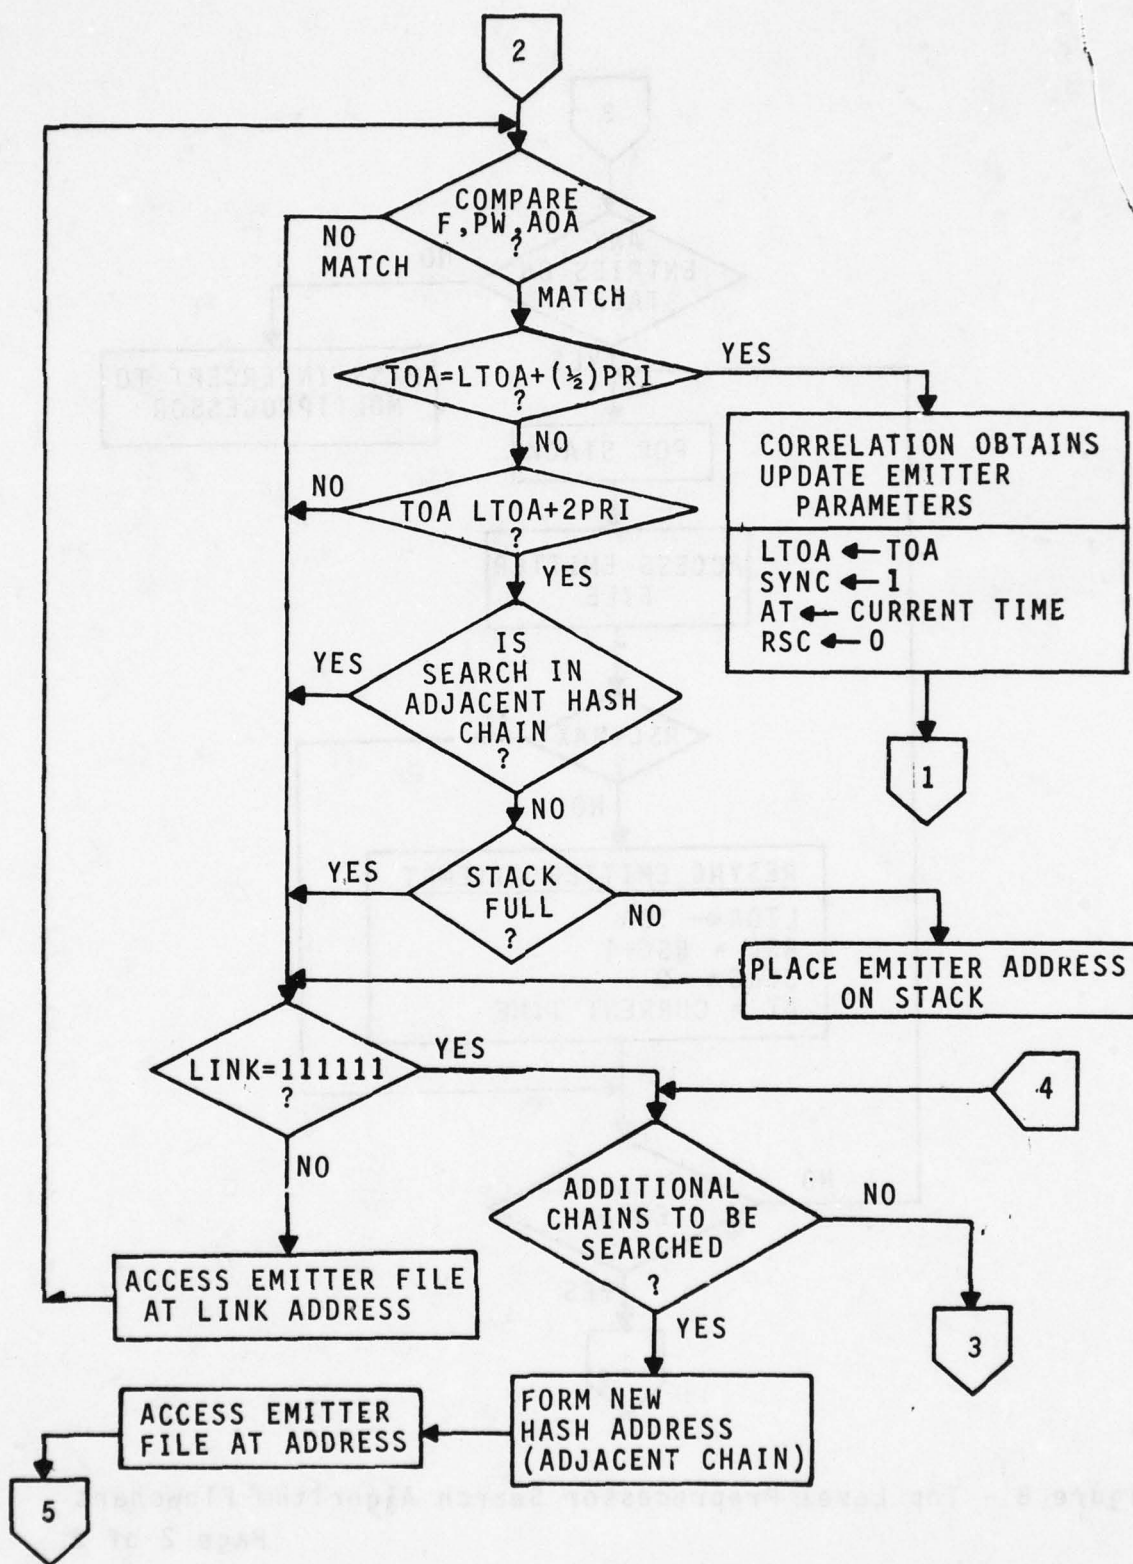 2
COMPARE
F,PW,AOA
?
NO
MATCH
MATCH
TOA=LTOA+(½)PRI
?
YES
NO
CORRELATION OBTAINS
UPDATE EMITTER
PARAMETERS
LTOA ← TOA
SYNC ← 1
AT ← CURRENT TIME
RSC ← 0
1
NO
TOA LTOA+2PRI
?
YES
IS
SEARCH IN
ADJACENT HASH
CHAIN
?
YES
NO
STACK
FULL
?
YES
NO
PLACE EMITTER ADDRESS
ON STACK
LINK=111111
?
YES
NO
4
ADDITIONAL
CHAINS TO BE
SEARCHED
?
NO
YES
3
ACCESS EMITTER FILE
AT LINK ADDRESS
FORM NEW
HASH ADDRESS
(ADJACENT CHAIN)
ACCESS EMITTER
FILE AT ADDRESS
5